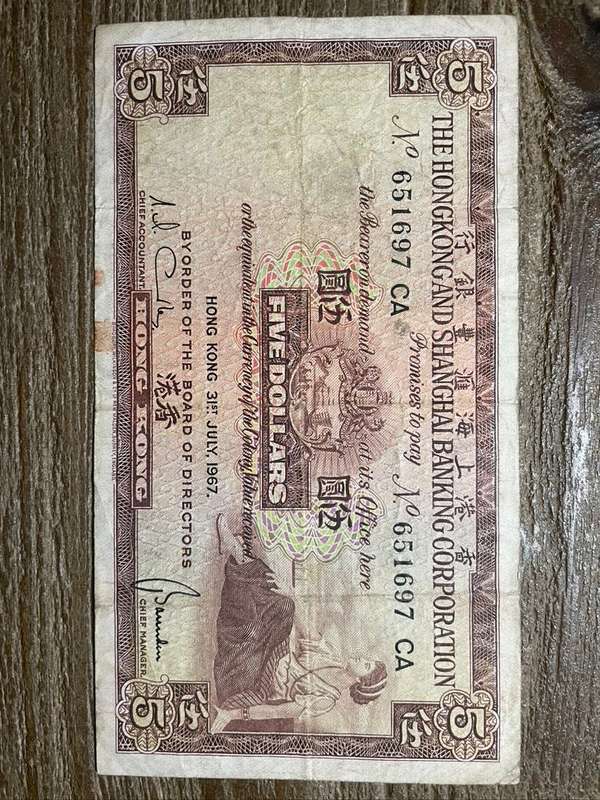 5 伍 伍 5
香港上海滙豐銀行
THE HONGKONG AND SHANGHAI BANKING CORPORATION
Promises to pay
Nº 651697 CA Nº 651697 CA
the Bearer on demand at its Office here
伍圓 伍圓
FIVE DOLLARS
or the equivalent in the Currency of the Colony value received
HONG KONG 31ST JULY, 1967.
BY ORDER OF THE BOARD OF DIRECTORS
香港
CHIEF ACCOUNTANT.
HONG KONG
CHIEF MANAGER.
5 伍 伍 5